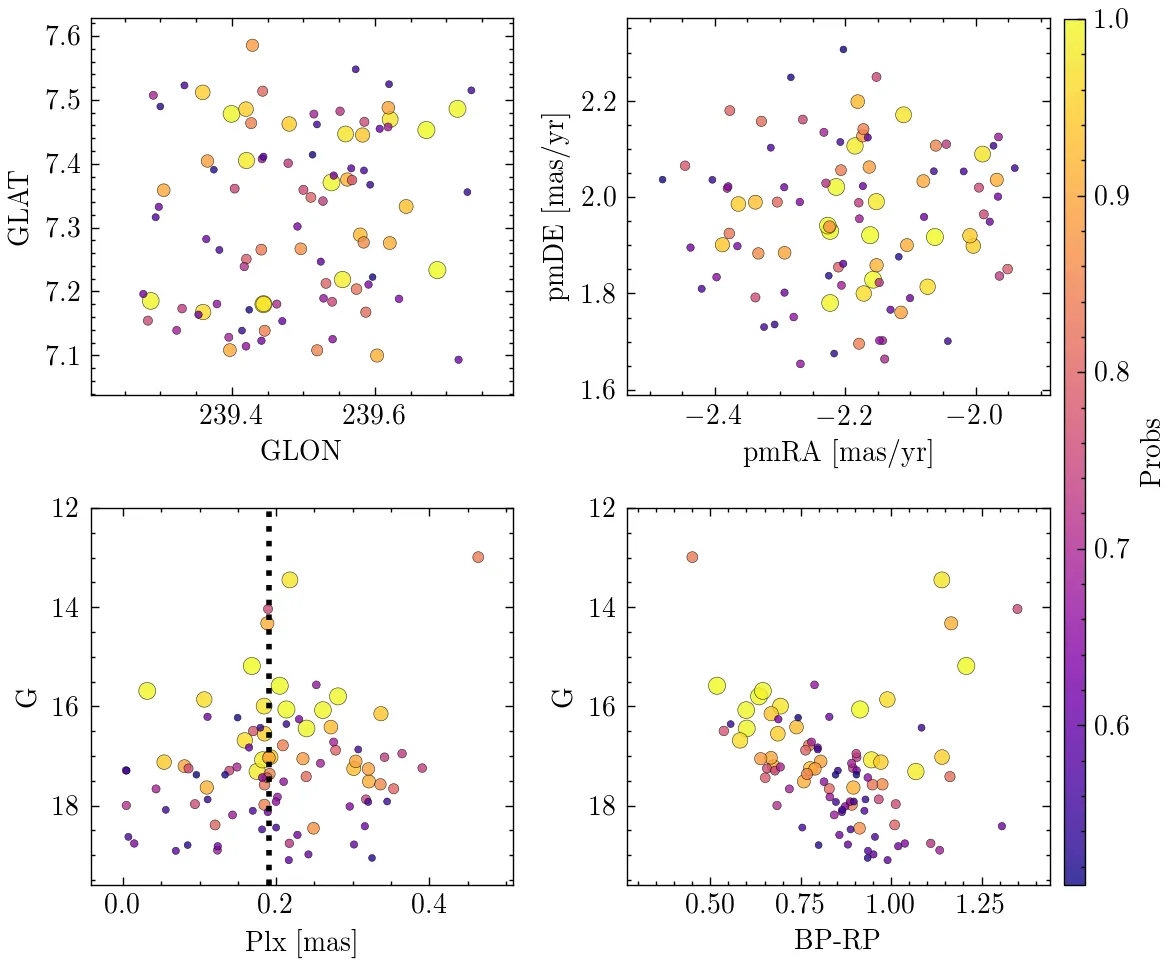 7.6
7.5
7.4
7.3
7.2
7.1
GLAT
239.4 239.6
GLON
2.2
2.0
1.8
1.6
pmDE [mas/yr]
−2.4 −2.2 −2.0
pmRA [mas/yr]
12
14
16
18
G
0.0 0.2 0.4
Plx [mas]
12
14
16
18
G
0.50 0.75 1.00 1.25
BP-RP
1.0
0.9
0.8
0.7
0.6
Probs